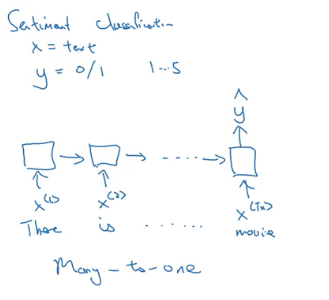 Sentiment classification
x = text
y = 0/1 1...5
ŷ
x<1> x<2> ...... x<Tx>
There is ...... movie
Many-to-one